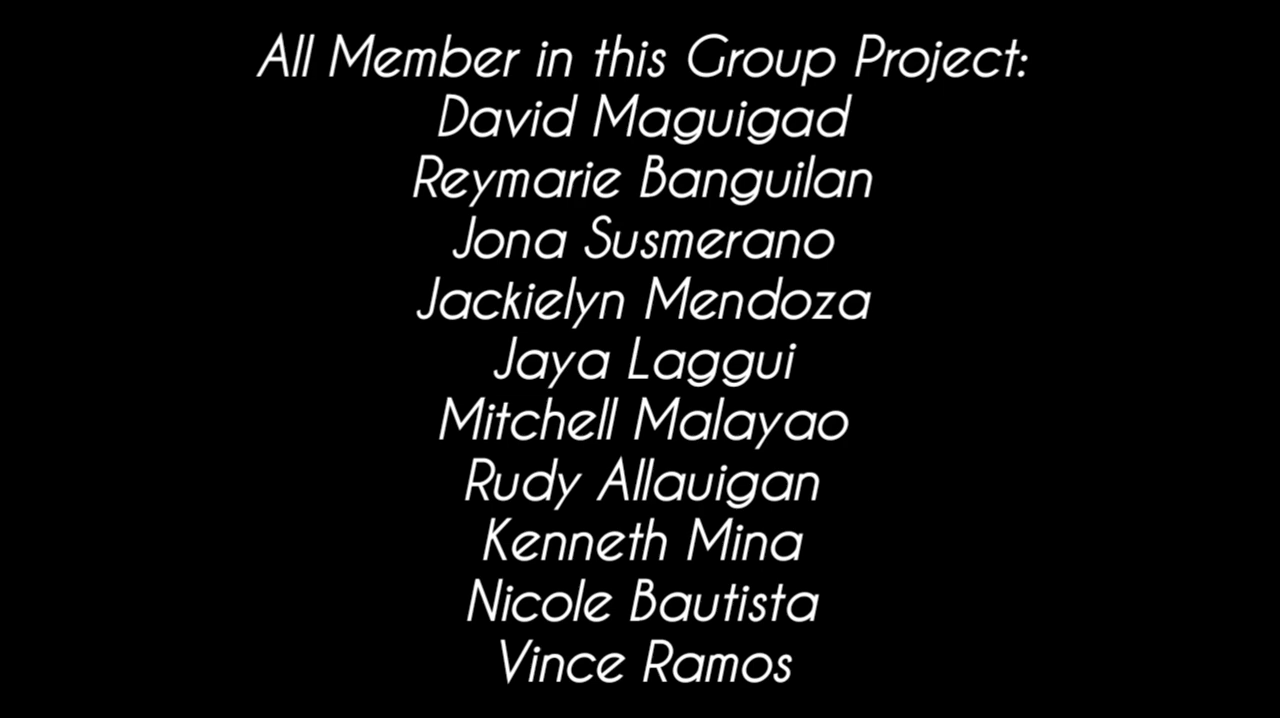 All Member in this Group Project:
David Maguigad
Reymarie Banguilan
Jona Susmerano
Jackielyn Mendoza
Jaya Laggui
Mitchell Malayao
Rudy Allauigan
Kenneth Mina
Nicole Bautista
Vince Ramos